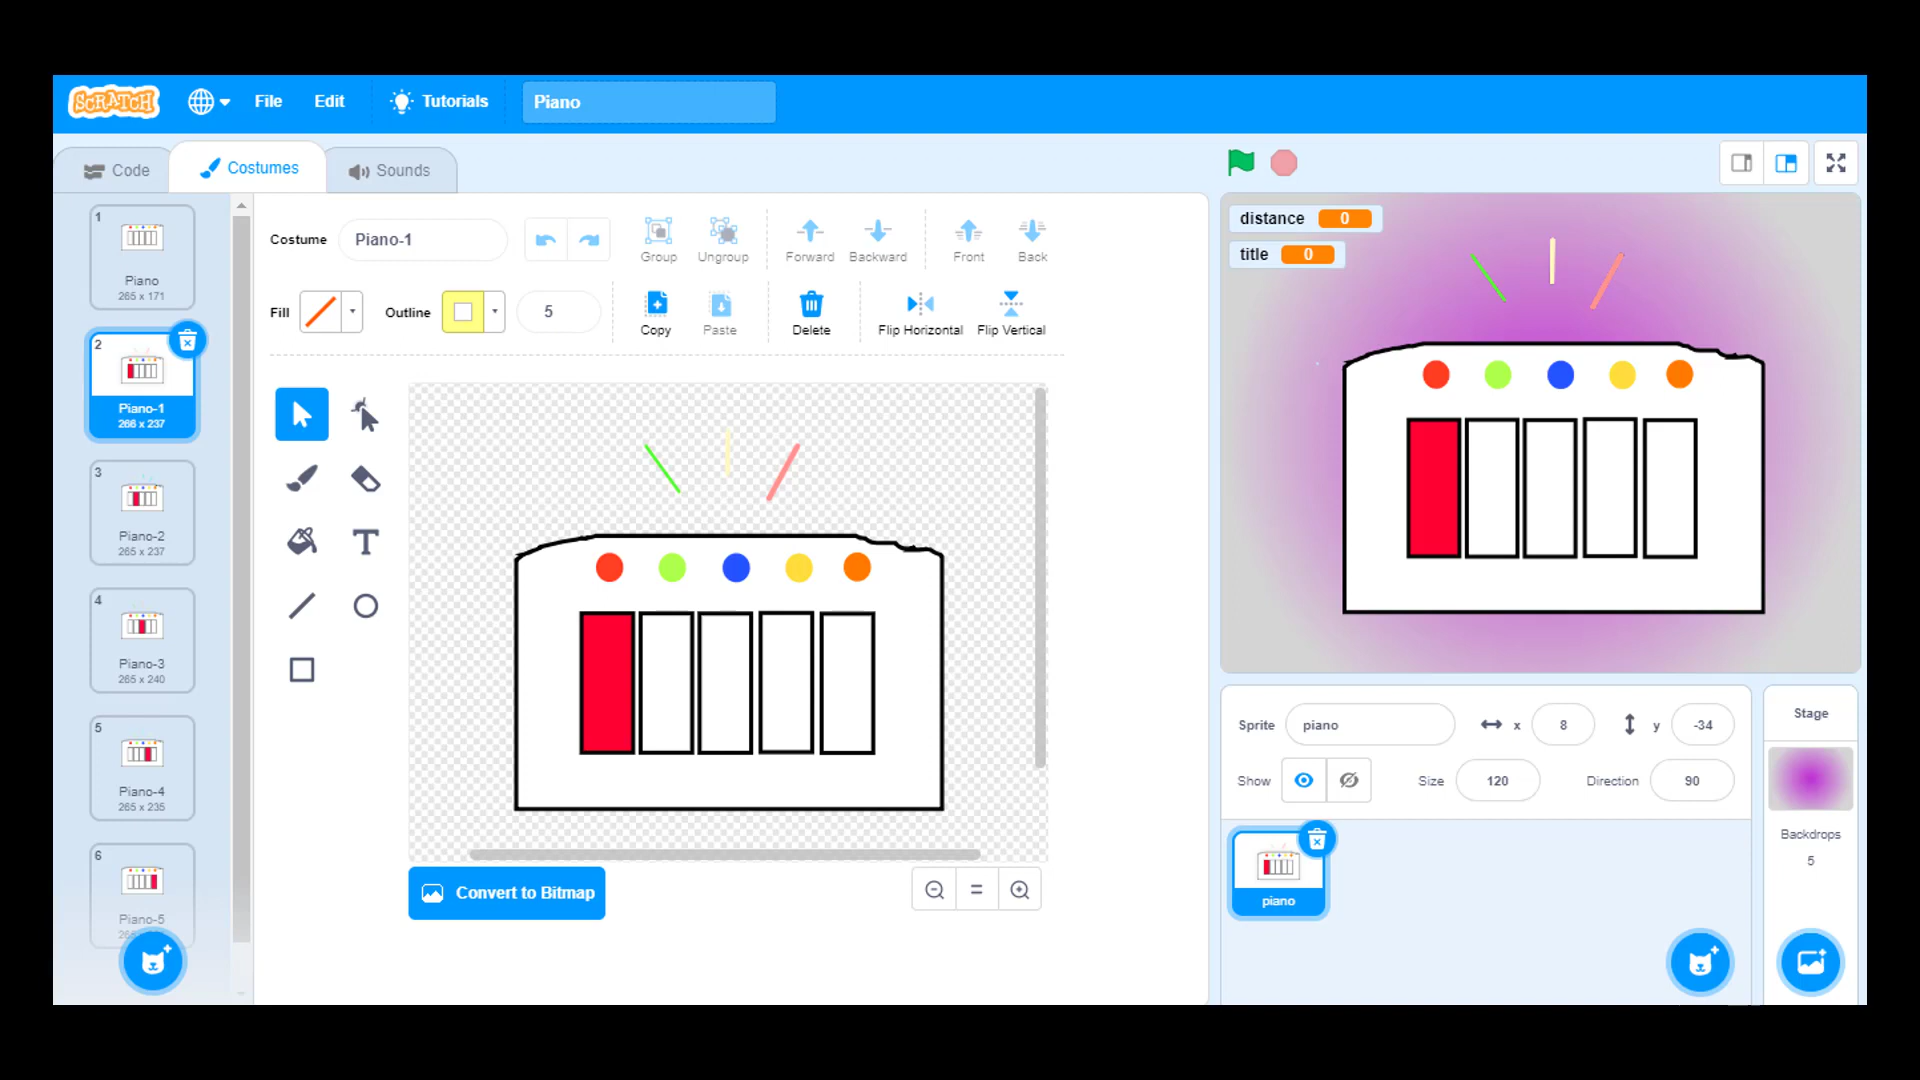 SCRATCH
File
Edit
Tutorials
Piano
Code
Costumes
Sounds
1
Piano
265 x 171
2
Piano-1
266 x 237
3
Piano-2
265 x 237
4
Piano-3
265 x 240
5
Piano-4
265 x 235
6
Piano-5
Costume
Piano-1
Group
Ungroup
Forward
Backward
Front
Back
Fill
Outline
5
Copy
Paste
Delete
Flip Horizontal
Flip Vertical
T
Convert to Bitmap
distance 0
title 0
Sprite
piano
x
8
y
-34
Show
Size
120
Direction
90
piano
Stage
Backdrops
5